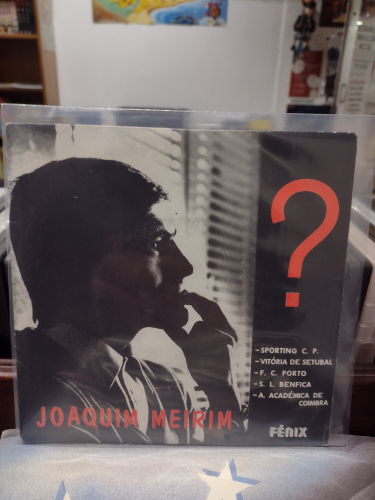 ?
- SPORTING C. P.
- VITÓRIA DE SETUBAL
- F. C. PORTO
- S. L. BENFICA
- A. ACADÉMICA DE
COIMBRA
JOAQUIM MEIRIM
FÉNIX